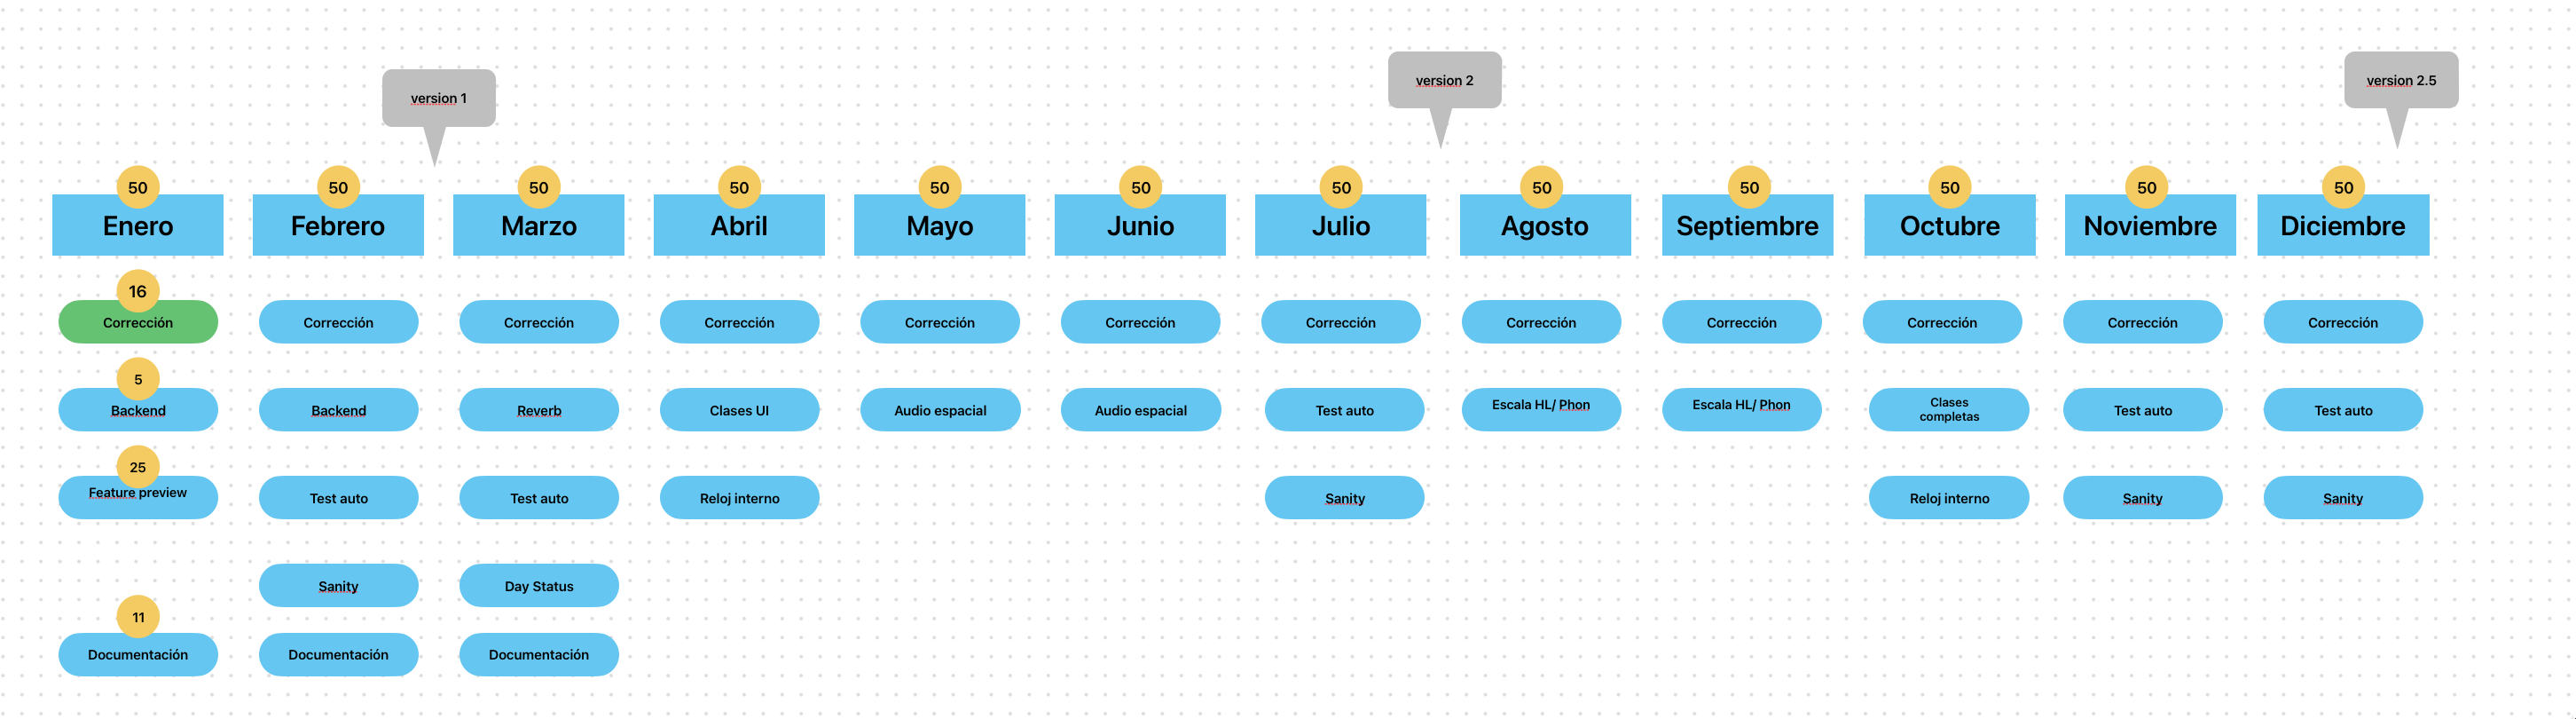 version 1
version 2
version 2.5
50 50 50 50 50 50 50 50 50 50 50 50
Enero Febrero Marzo Abril Mayo Junio Julio Agosto Septiembre Octubre Noviembre Diciembre
16
Corrección Corrección Corrección Corrección Corrección Corrección Corrección Corrección Corrección Corrección Corrección Corrección
5
Backend Backend Reverb Clases UI Audio espacial Audio espacial Test auto Escala HL/ Phon Escala HL/ Phon Clases
completas
Test auto Test auto
25
Feature preview Test auto Test auto Reloj interno Sanity Reloj interno Sanity Sanity
Sanity Day Status
11
Documentación Documentación Documentación